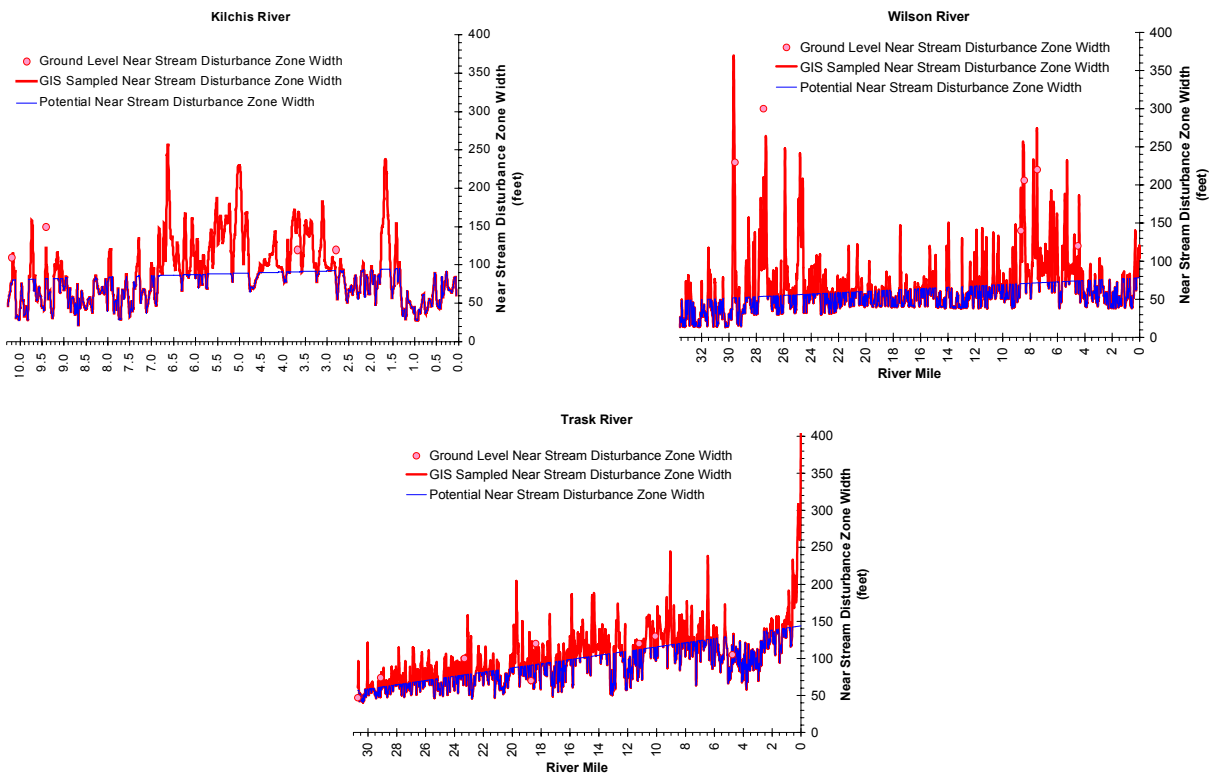 Kilchis River
Ground Level Near Stream Disturbance Zone Width
GIS Sampled Near Stream Disturbance Zone Width
Potential Near Stream Disturbance Zone Width
400
350
300
250
200
150
100
50
0
Near Stream Disturbance Zone Width
(feet)
10.0 9.5 9.0 8.5 8.0 7.5 7.0 6.5 6.0 5.5 5.0 4.5 4.0 3.5 3.0 2.5 2.0 1.5 1.0 0.5 0.0
Wilson River
Ground Level Near Stream Disturbance Zone Width
GIS Sampled Near Stream Disturbance Zone Width
Potential Near Stream Disturbance Zone Width
400
350
300
250
200
150
100
50
0
Near Stream Disturbance Zone Width
(feet)
32 30 28 26 24 22 20 18 16 14 12 10 8 6 4 2 0
River Mile
Trask River
Ground Level Near Stream Disturbance Zone Width
GIS Sampled Near Stream Disturbance Zone Width
Potential Near Stream Disturbance Zone Width
400
350
300
250
200
150
100
50
0
Near Stream Disturbance Zone Width
(feet)
30 28 26 24 22 20 18 16 14 12 10 8 6 4 2 0
River Mile